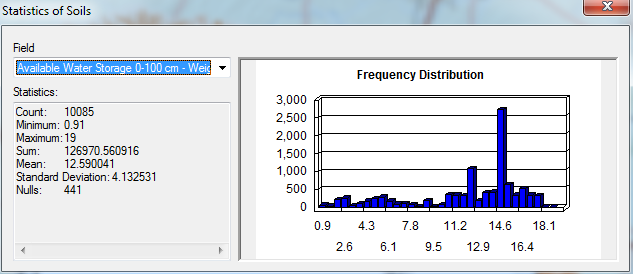 Statistics of Soils
Field
Available Water Storage 0-100 cm - Weig
Statistics:
Count: 10085
Minimum: 0.91
Maximum: 19
Sum: 126970.560916
Mean: 12.590041
Standard Deviation: 4.132531
Nulls: 441
Frequency Distribution
3,000
2,500
2,000
1,500
1,000
500
0
0.9 4.3 7.8 11.2 14.6 18.1
2.6 6.1 9.5 12.9 16.4